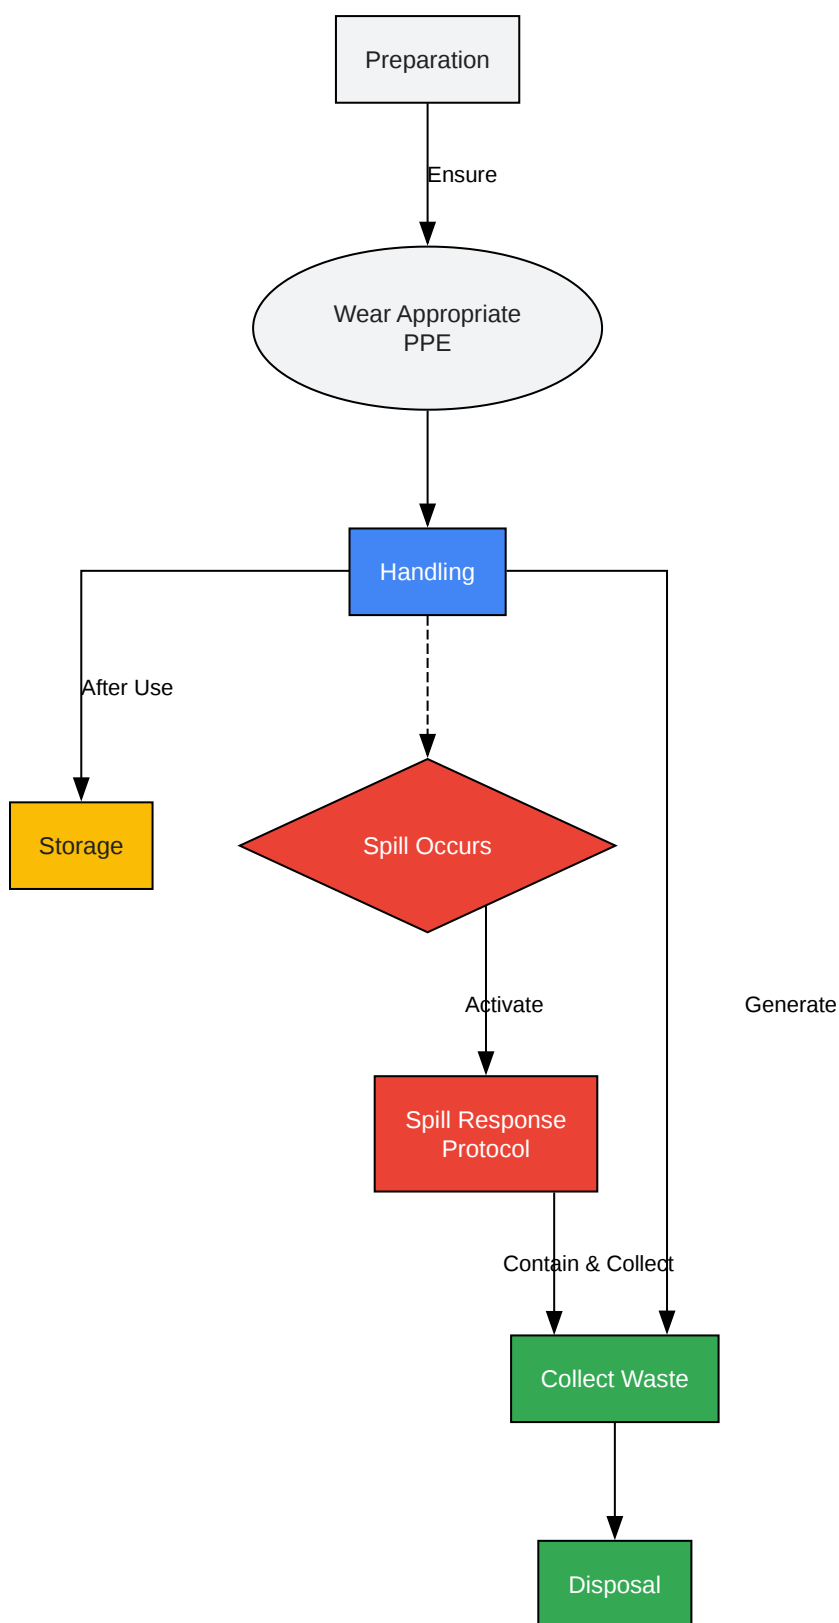 Preparation
Ensure
Wear Appropriate
PPE
Handling
After Use
Storage
Spill Occurs
Activate
Generate
Spill Response
Protocol
Contain & Collect
Collect Waste
Disposal